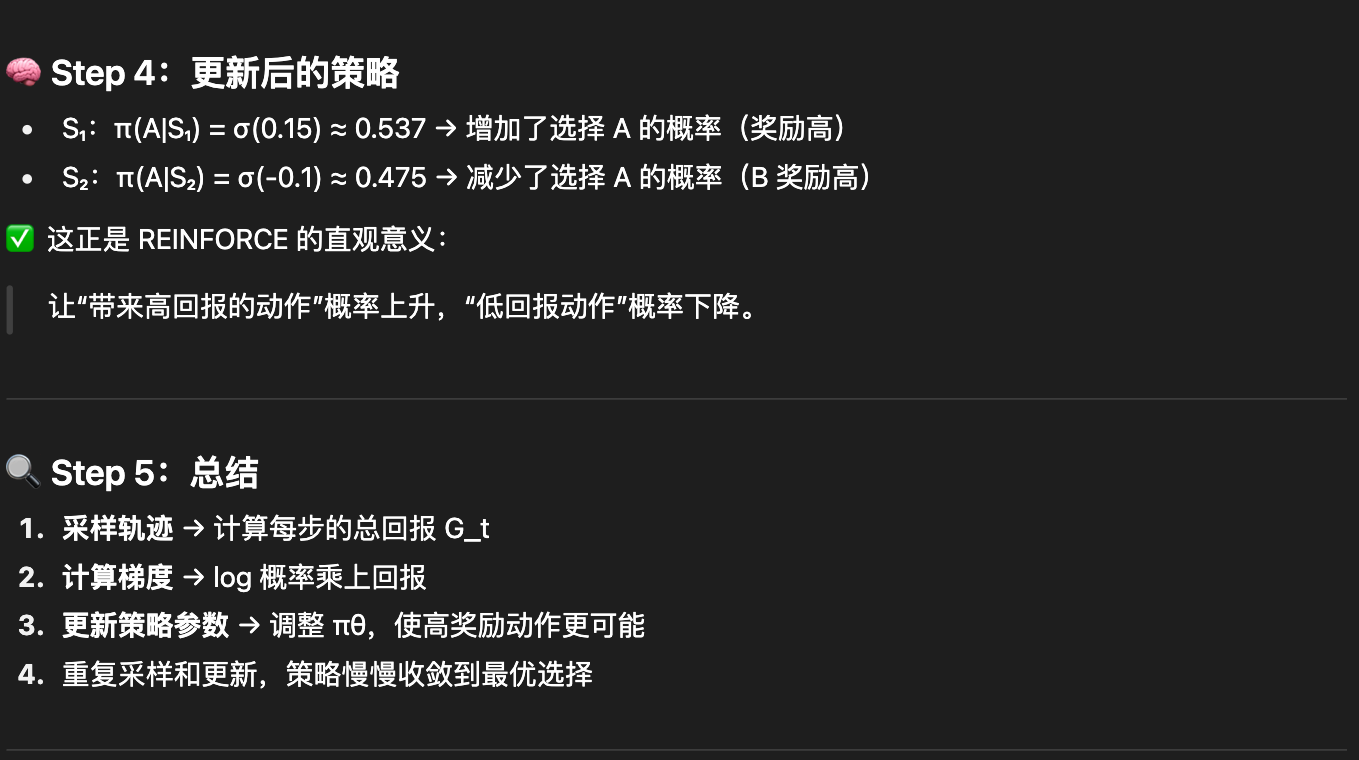 🧠 Step 4：更新后的策略
• S₁：π(A|S₁) = σ(0.15) ≈ 0.537 → 增加了选择 A 的概率（奖励高）
• S₂：π(A|S₂) = σ(-0.1) ≈ 0.475 → 减少了选择 A 的概率（B 奖励高）
✅ 这正是 REINFORCE 的直观意义：
让“带来高回报的动作”概率上升，“低回报动作”概率下降。
🔍 Step 5：总结
1. 采样轨迹 → 计算每步的总回报 G_t
2. 计算梯度 → log 概率乘上回报
3. 更新策略参数 → 调整 πθ，使高奖励动作更可能
4. 重复采样和更新，策略慢慢收敛到最优选择